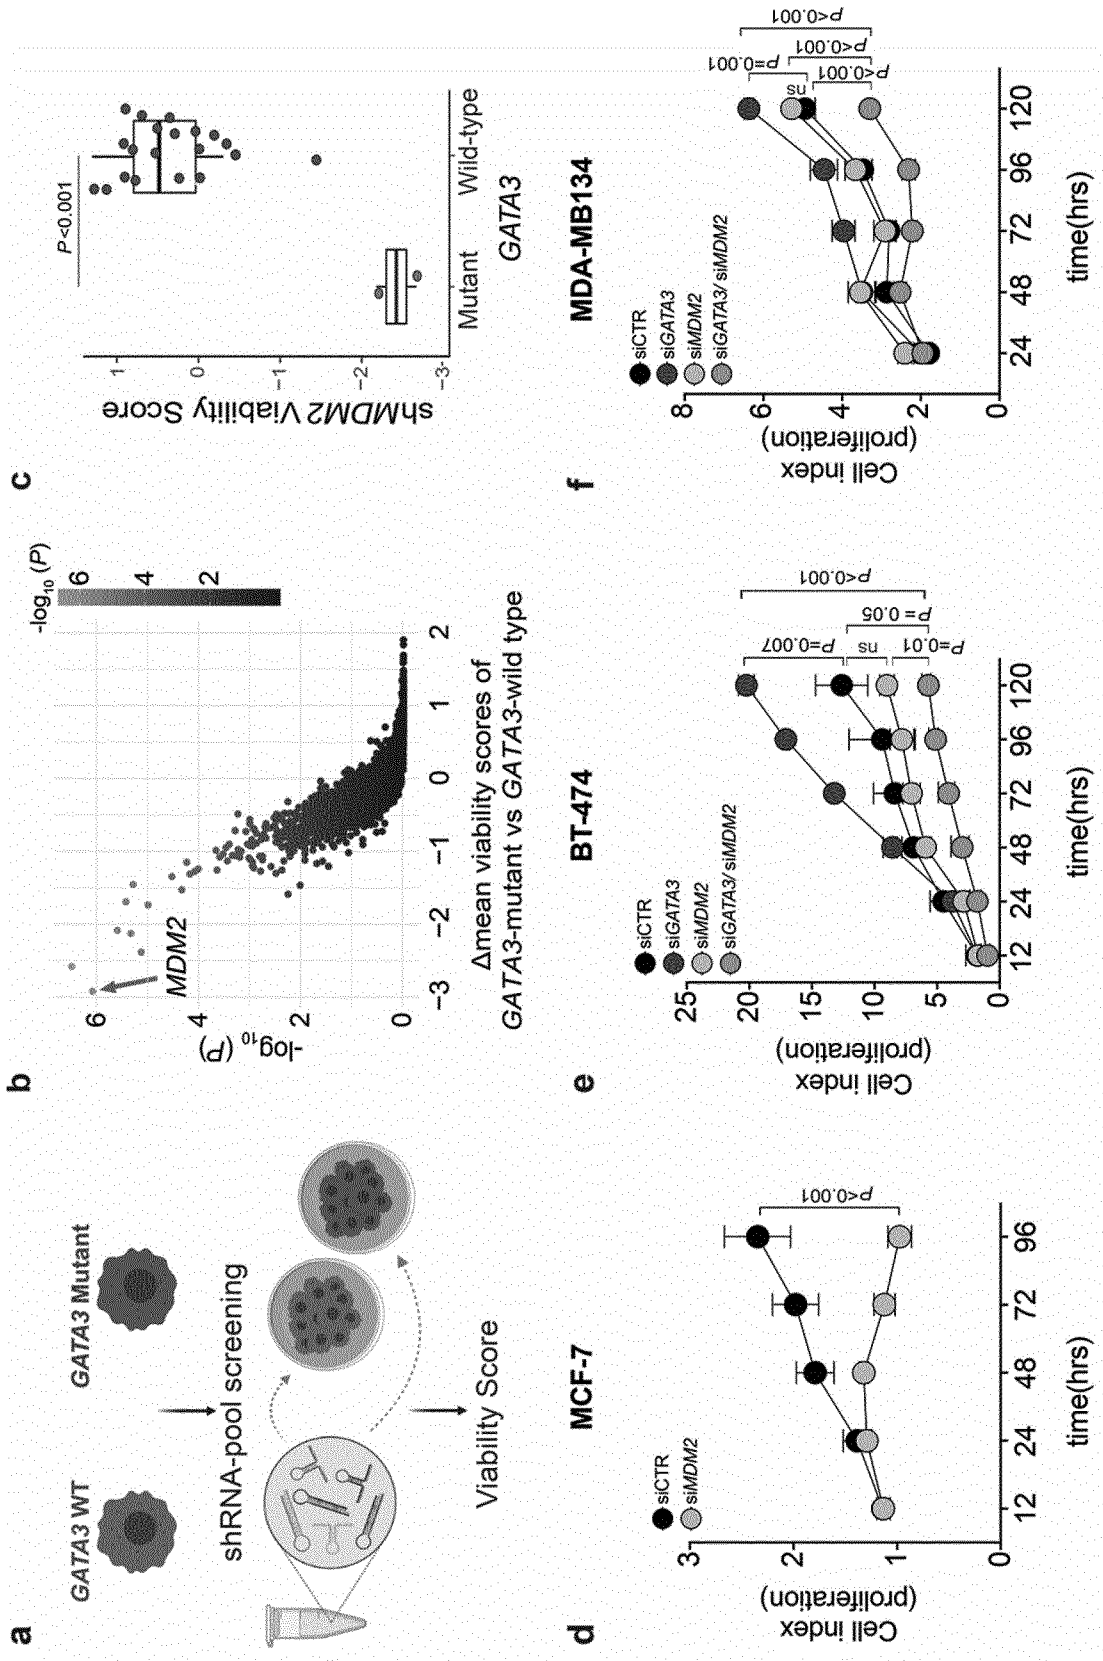 a
GATA3 WT
GATA3 Mutant
shRNA-pool screening
Viability Score
b
-log10 (P)
6
4
2
0
-3
-2
-1
0
1
2
MDM2
Δmean viability scores of
GATA3-mutant vs GATA3-wild type
-log10 (P)
6
4
2
c
shMDM2 Viability Score
1
0
-1
-2
-3
P<0.001
Mutant
Wild-type
GATA3
d
MCF-7
siCTR
siMDM2
Cell index
(proliferation)
3
2
1
0
12
24
48
72
96
time(hrs)
P<0.001
e
BT-474
siCTR
siGATA3
siMDM2
siGATA3/ siMDM2
Cell index
(proliferation)
25
20
15
10
5
0
12
24
48
72
96
120
time(hrs)
P=0.007
ns
P=0.01
P = 0.05
P<0.001
f
MDA-MB134
siCTR
siGATA3
siMDM2
siGATA3/ siMDM2
Cell index
(proliferation)
8
6
4
2
0
24
48
72
96
120
time(hrs)
ns
P=0.001
P<0.001
P<0.001
P<0.001